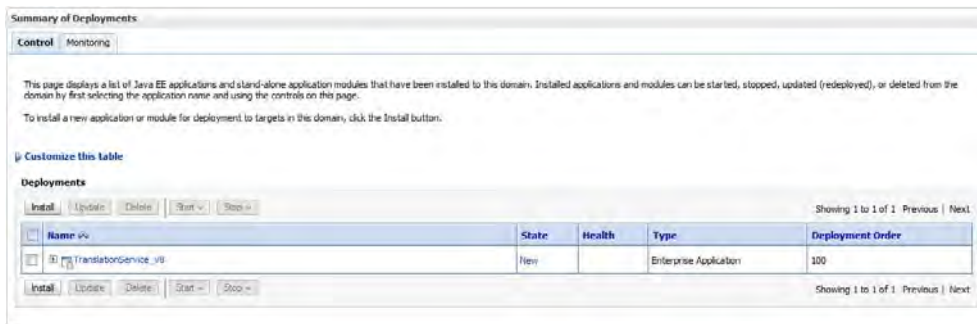 Summary of Deployments
Control Monitoring
This page displays a list of Java EE applications and stand-alone application modules that have been installed to this domain. Installed applications and modules can be started, stopped, updated (redeployed), or deleted from the
domain by first selecting the application name and using the controls on this page.
To install a new application or module for deployment to targets in this domain, click the Install button.
Customize this table
Deployments
Install Update Delete Start Stop Showing 1 to 1 of 1 Previous | Next
Name State Health Type Deployment Order
TranslationService_V8 New Enterprise Application 100
Install Update Delete Start Stop Showing 1 to 1 of 1 Previous | Next